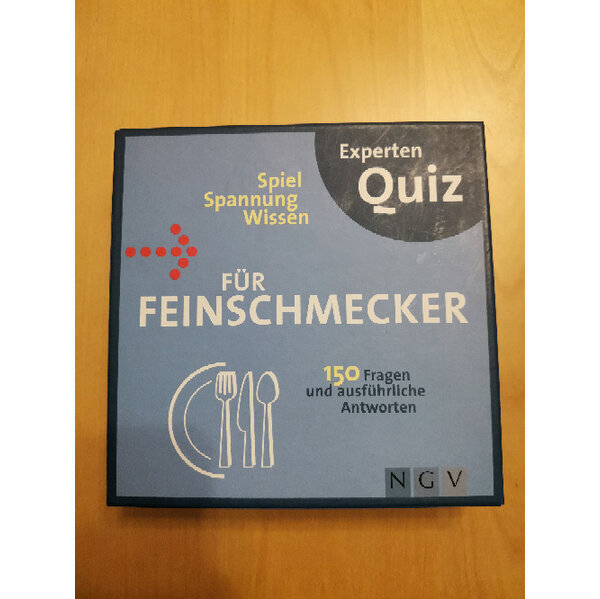 Experten
Quiz
Spiel
Spannung
Wissen
FÜR
FEINSCHMECKER
150 Fragen
und ausführliche
Antworten
NGV